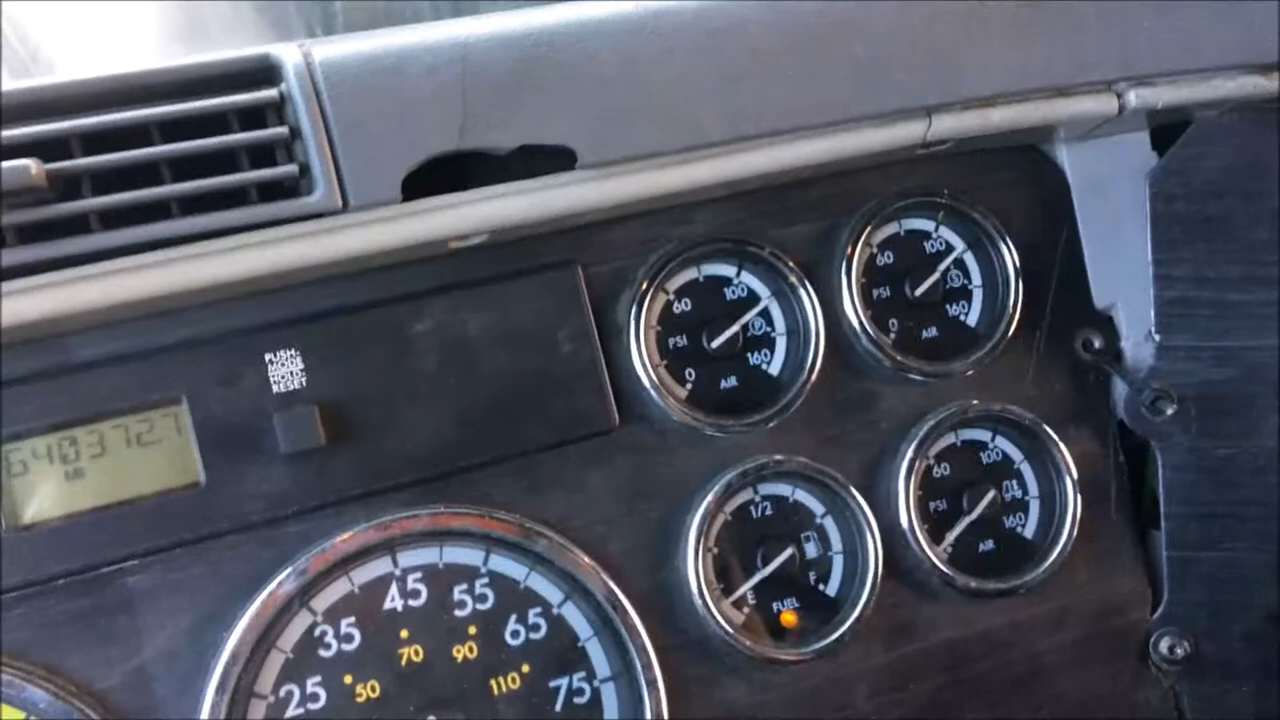 PUSH-
MODE
HOLD-
RESET
640372.7
MI
60
100
PSI
P
160
0
AIR
60
100
PSI
S
160
0
AIR
1/2
E
F
FUEL
60
100
PSI
160
AIR
25
35
45
55
65
75
50
70
90
110